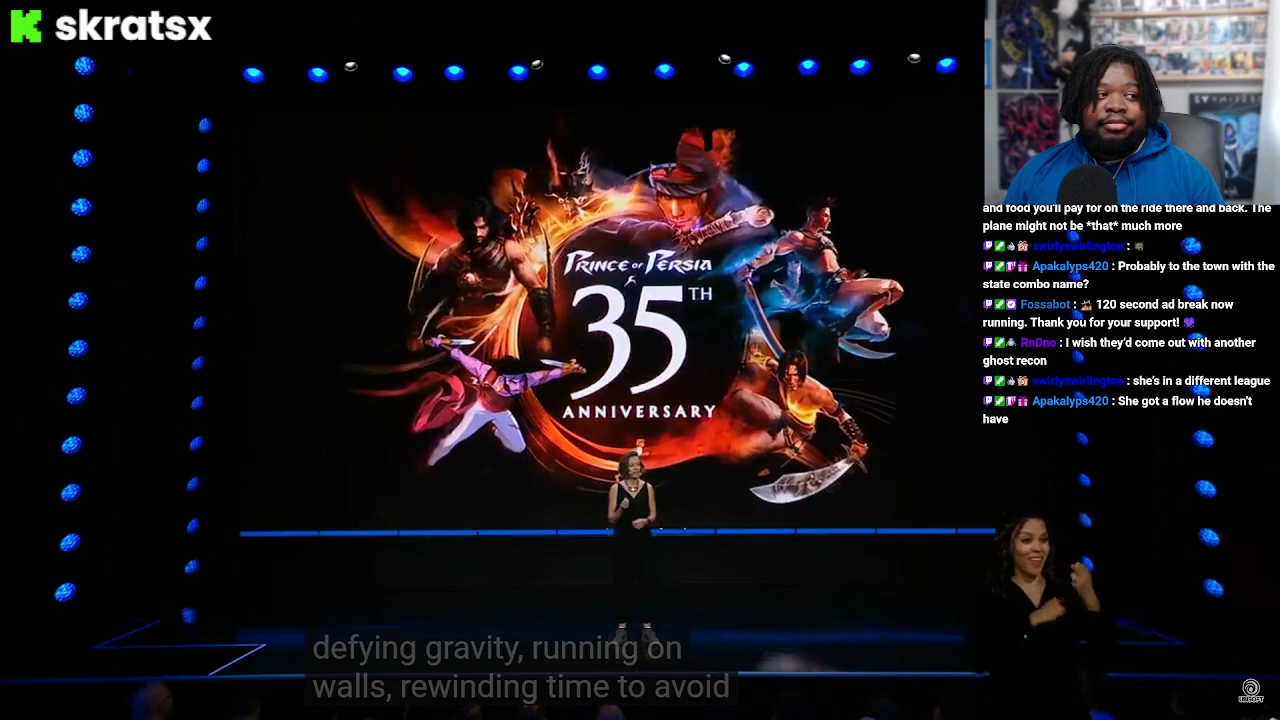 skratsx
PRINCE OF PERSIA
35TH
ANNIVERSARY
and food you'll pay for on the ride there and back. The
plane might not be *that* much more
swirlyswirlington :
Apakalyps420 : Probably to the town with the
state combo name?
Fossabot : 120 second ad break now
running. Thank you for your support!
RnDno : I wish they'd come out with another
ghost recon
swirlyswirlington : she's in a different league
Apakalyps420 : She got a flow he doesn't
have
defying gravity, running on
walls, rewinding time to avoid
UBISOFT